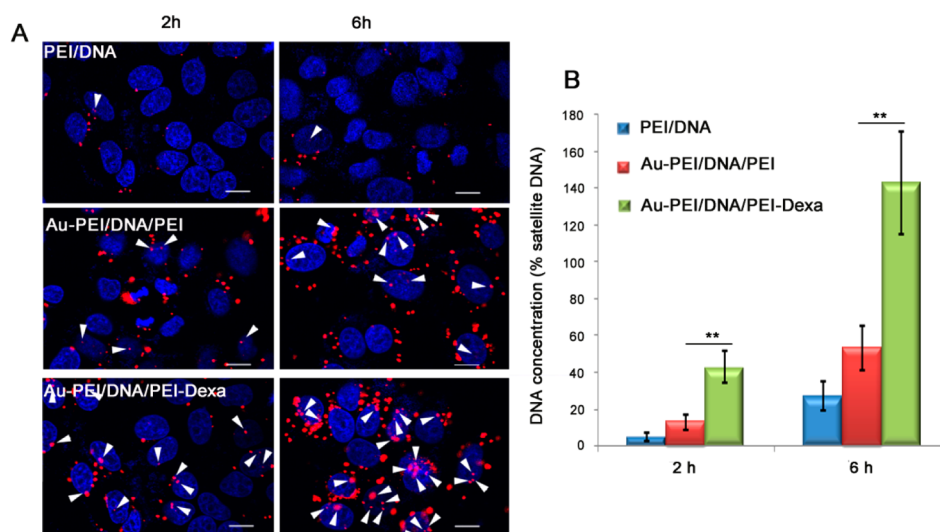 2h
6h
A
PEI/DNA
Au-PEI/DNA/PEI
Au-PEI/DNA/PEI-Dexa
B
DNA concentration (% satellite DNA)
180
160
140
120
100
80
60
40
20
0
PEI/DNA
Au-PEI/DNA/PEI
Au-PEI/DNA/PEI-Dexa
**
**
2 h
6 h